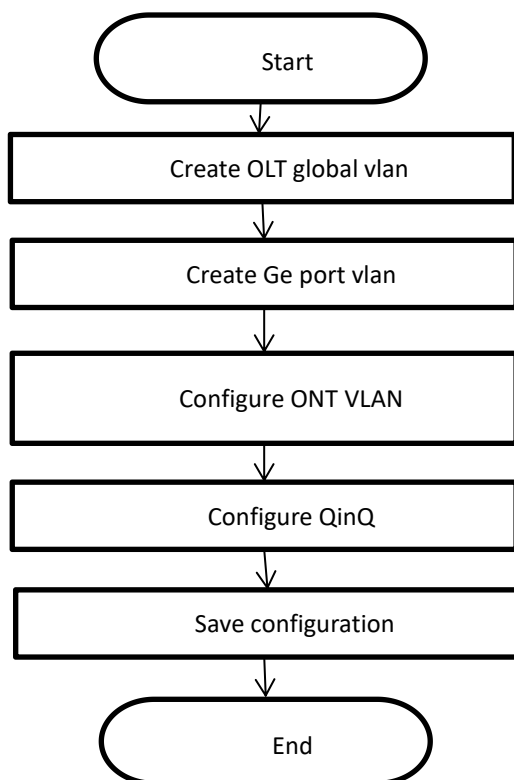 Start
Create OLT global vlan
Create Ge port vlan
Configure ONT VLAN
Configure QinQ
Save configuration
End